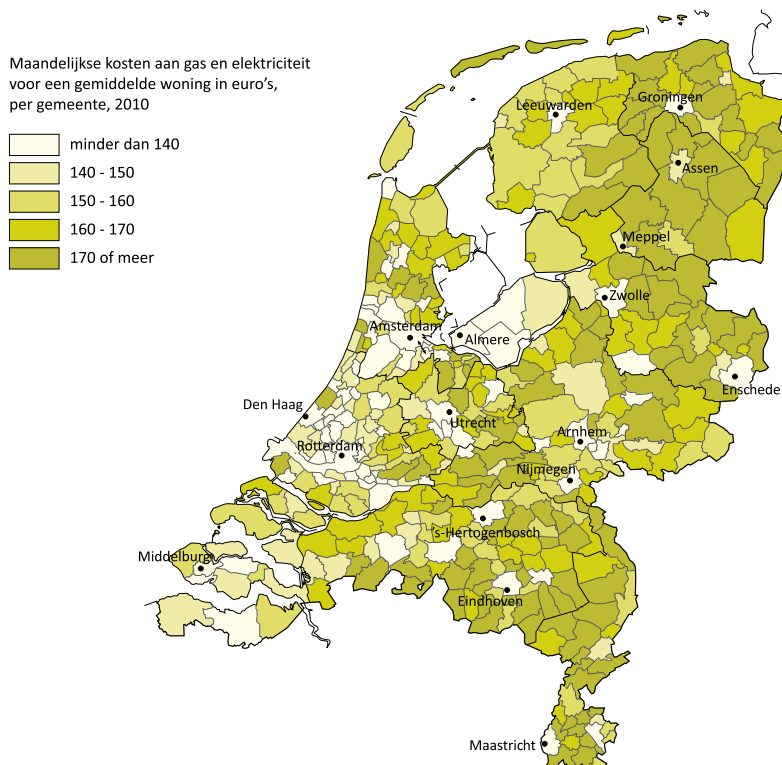 Maandelijkse kosten aan gas en elektriciteit
voor een gemiddelde woning in euro's,
per gemeente, 2010
minder dan 140
140 - 150
150 - 160
160 - 170
170 of meer
Leeuwarden
Groningen
Assen
Meppel
Zwolle
Amsterdam
Almere
Enschede
Den Haag
Utrecht
Arnhem
Rotterdam
Nijmegen
's-Hertogenbosch
Middelburg
Eindhoven
Maastricht